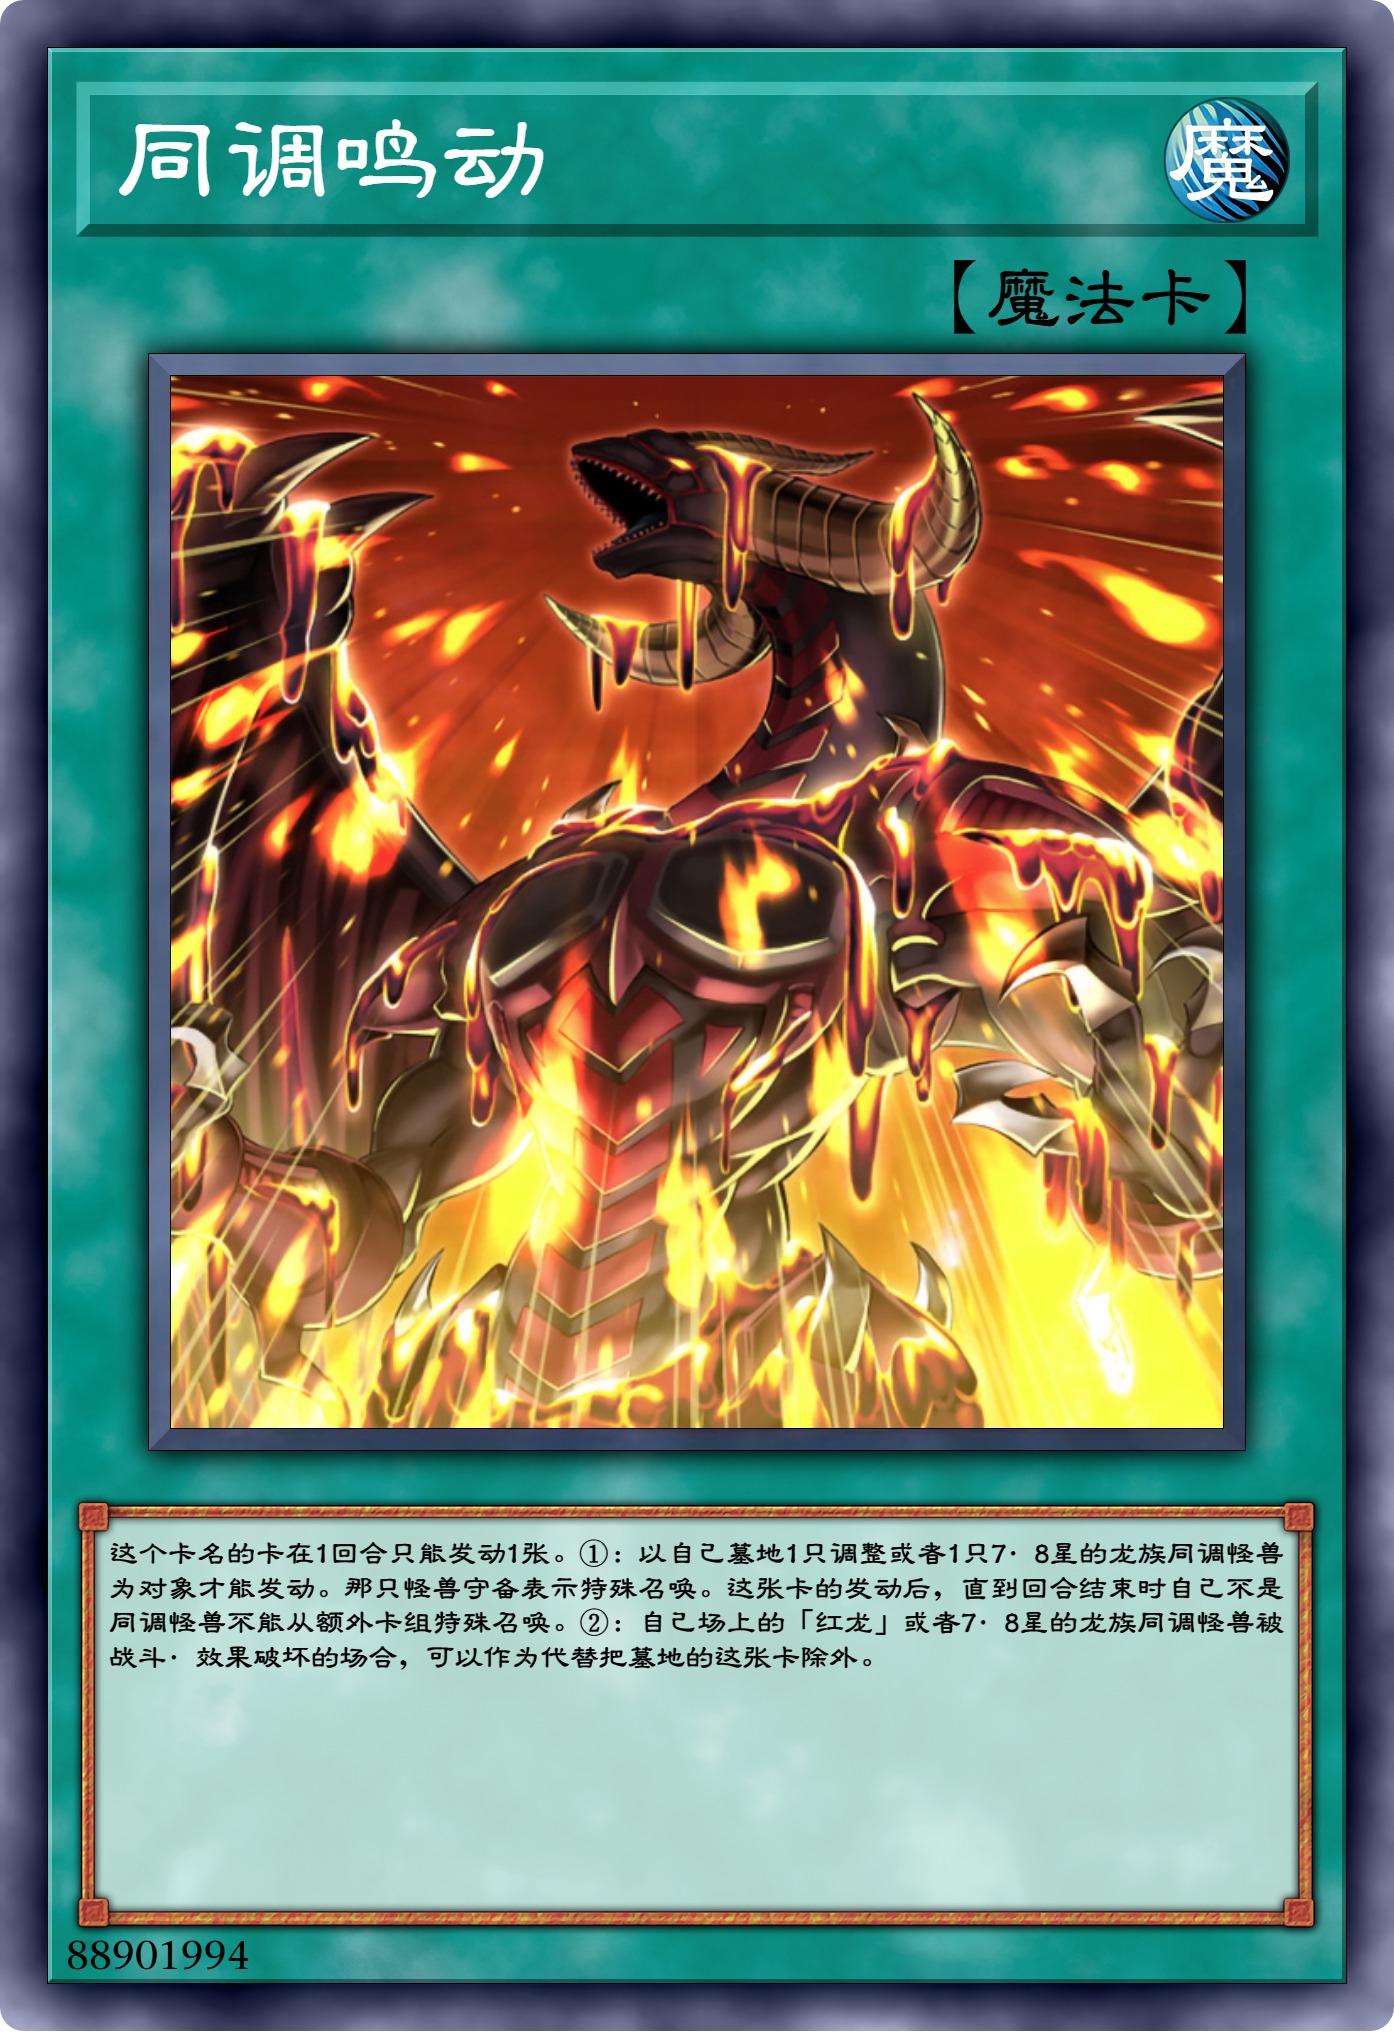 同调鸣动
魔
【魔法卡】
这个卡名的卡在1回合只能发动1张。①：以自己墓地1只调整或者1只7·8星的龙族同调怪兽
为对象才能发动。那只怪兽守备表示特殊召唤。这张卡的发动后，直到回合结束时自己不是
同调怪兽不能从额外卡组特殊召唤。②：自己场上的「红龙」或者7·8星的龙族同调怪兽被
战斗·效果破坏的场合，可以作为代替把墓地的这张卡除外。
88901994